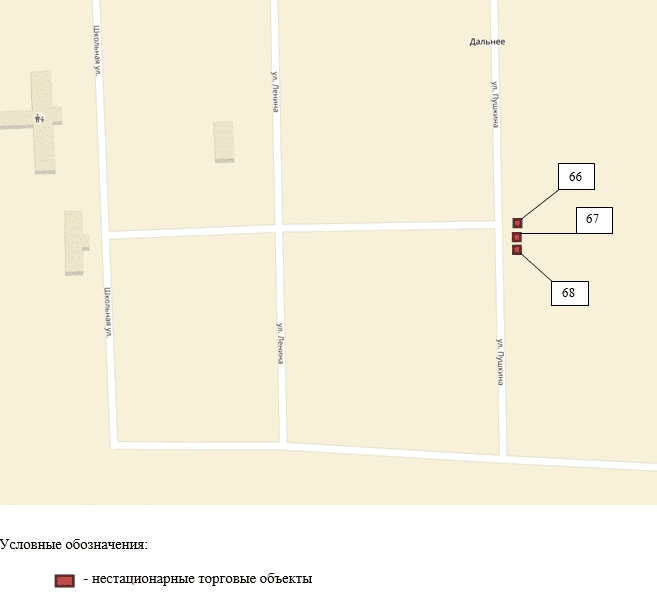 Школьная ул.
ул. Ленина
Дальнее
ул. Пушкина
66
67
68
Школьная ул.
ул. Ленина
ул. Пушкина
Условные обозначения:
- нестационарные торговые объекты